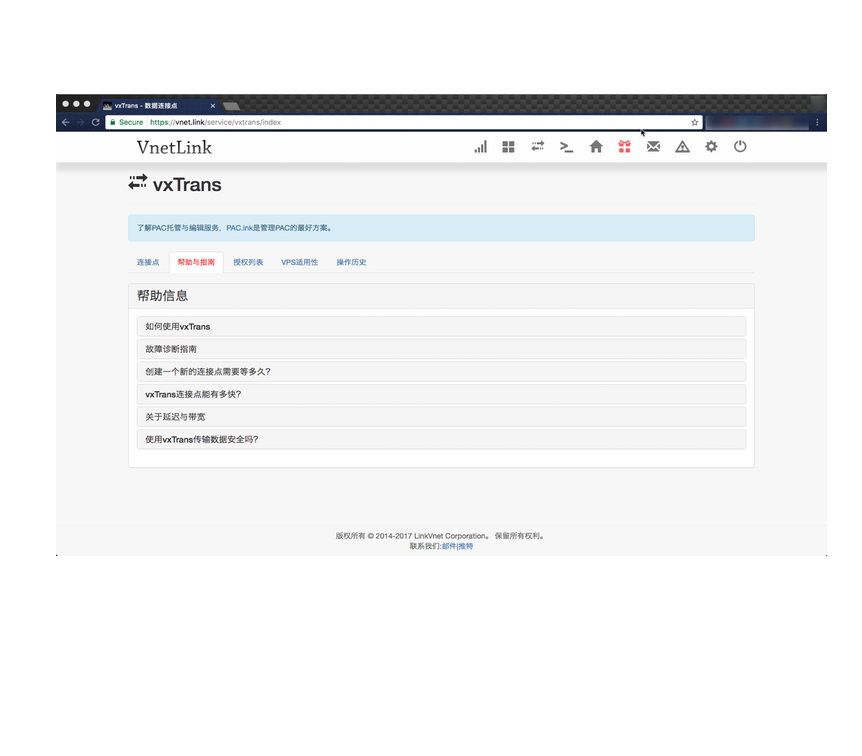 vxTrans - 数据连接点
Secure https://vnet.link/service/vxtrans/index
VnetLink
vxTrans
了解PAC托管与编辑服务，PAC.ink是管理PAC的最好方案。
连接点 帮助与指南 授权列表 VPS适用性 操作历史
帮助信息
如何使用vxTrans
故障诊断指南
创建一个新的连接点需要等多久？
vxTrans连接点能有多快？
关于延迟与带宽
使用vxTrans传输数据安全吗？
版权所有 © 2014-2017 LinkVnet Corporation。 保留所有权利。
联系我们:邮件|推特